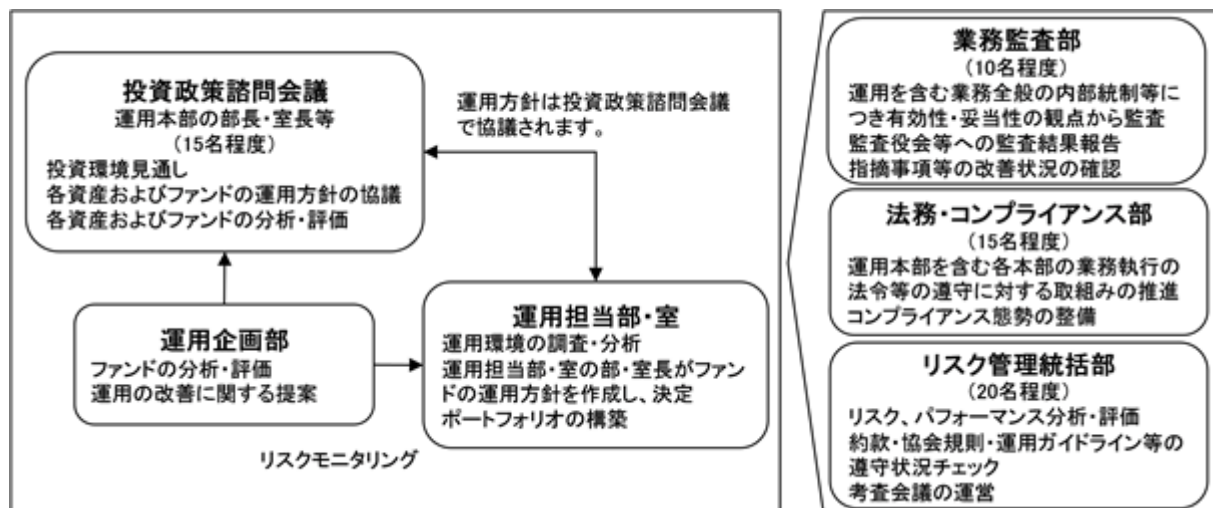 投資政策諮問会議
運用本部の部長・室長等
(15名程度)
投資環境見通し
各資産およびファンドの運用方針の協議
各資産およびファンドの分析・評価
運用方針は投資政策諮問会議
で協議されます。
運用企画部
ファンドの分析・評価
運用の改善に関する提案
運用担当部・室
運用環境の調査・分析
運用担当部・室の部・室長がファン
ドの運用方針を作成し、決定
ポートフォリオの構築
リスクモニタリング
業務監査部
(10名程度)
運用を含む業務全般の内部統制等に
つき有効性・妥当性の観点から監査
監査役会等への監査結果報告
指摘事項等の改善状況の確認
法務・コンプライアンス部
(15名程度)
運用本部を含む各本部の業務執行の
法令等の遵守に対する取組みの推進
コンプライアンス態勢の整備
リスク管理統括部
(20名程度)
リスク、パフォーマンス分析・評価
約款・協会規則・運用ガイドライン等の
遵守状況チェック
考査会議の運営